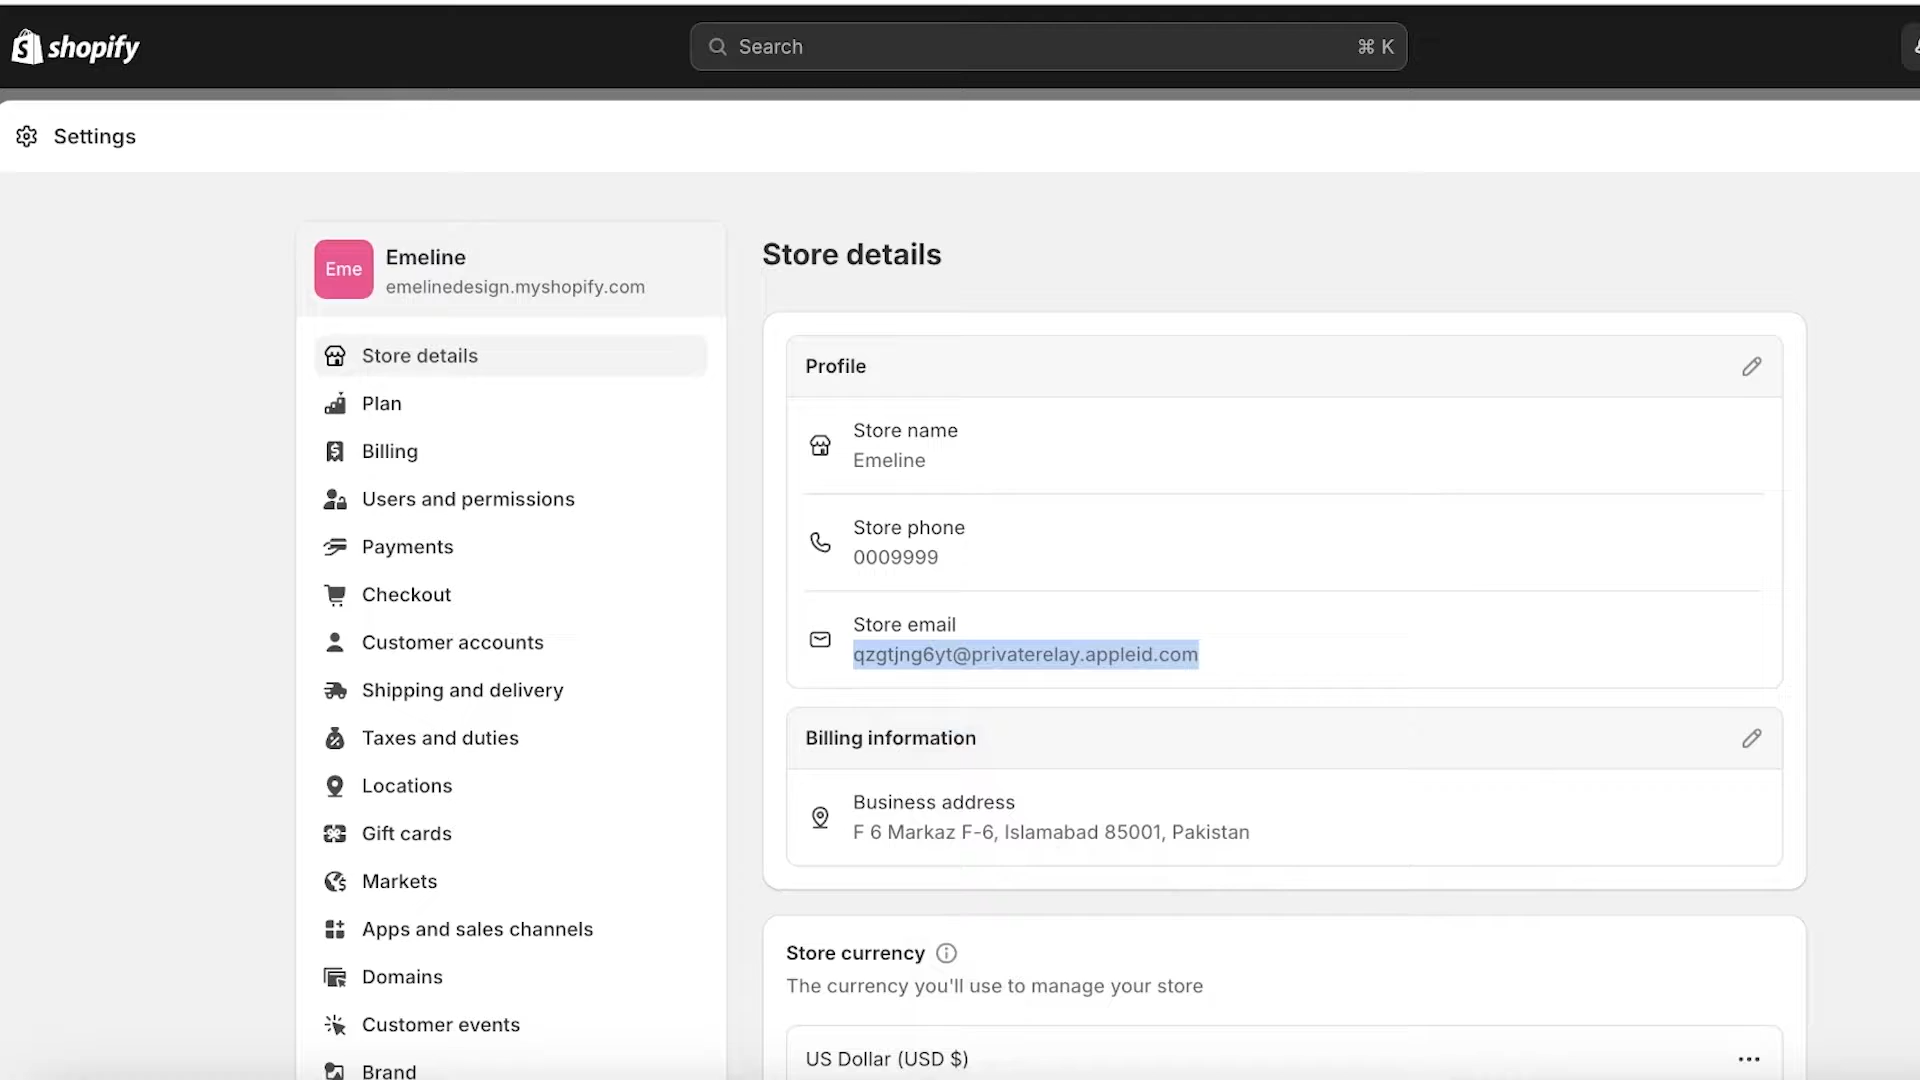 shopify
Search
⌘ K
Settings
Eme
Emeline
emelinedesign.myshopify.com
Store details
Plan
Billing
Users and permissions
Payments
Checkout
Customer accounts
Shipping and delivery
Taxes and duties
Locations
Gift cards
Markets
Apps and sales channels
Domains
Customer events
Brand
Store details
Profile
Store name
Emeline
Store phone
0009999
Store email
qzgtjng6yt@privaterelay.appleid.com
Billing information
Business address
F 6 Markaz F-6, Islamabad 85001, Pakistan
Store currency
The currency you'll use to manage your store
US Dollar (USD $)